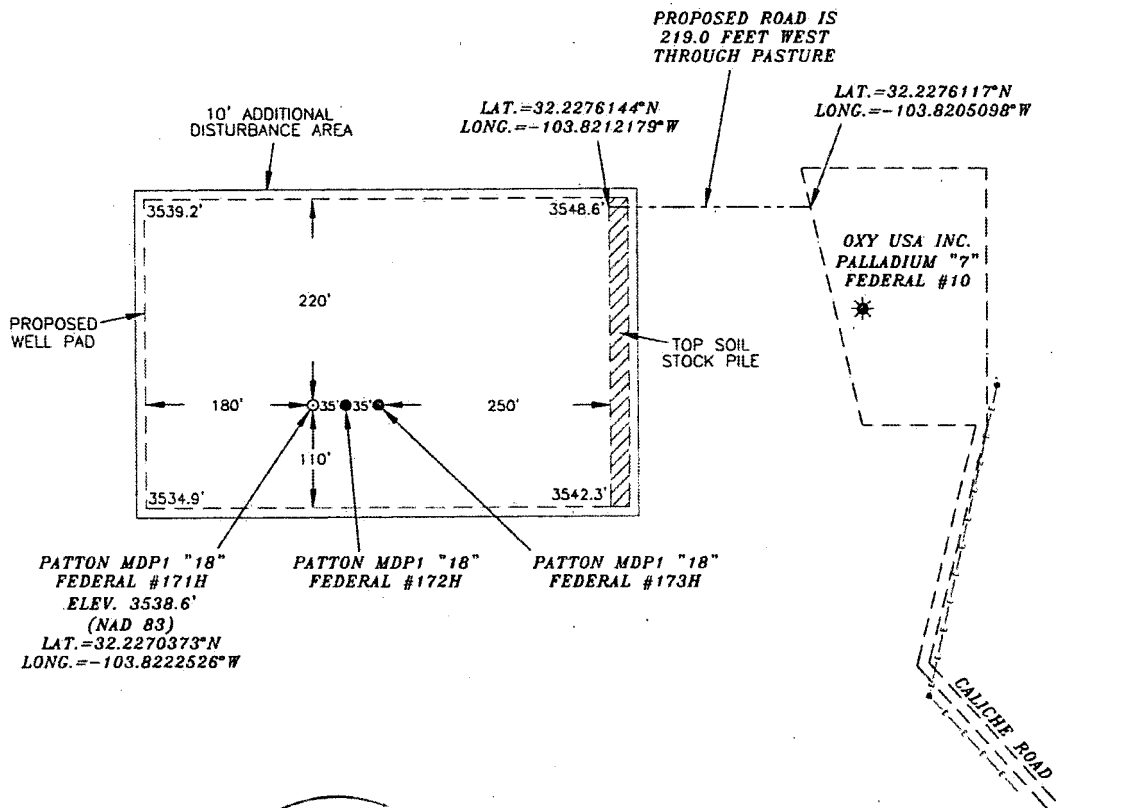 PROPOSED ROAD IS
219.0 FEET WEST
THROUGH PASTURE
LAT.=32.2276144°N
LONG.=-103.8212179°W
LAT.=32.2276117°N
LONG.=-103.8205098°W
10' ADDITIONAL
DISTURBANCE AREA
3539.2'
3548.6'
OXY USA INC.
PALLADIUM "7"
FEDERAL #10
220'
PROPOSED
WELL PAD
TOP SOIL
STOCK PILE
180'
35'
35'
250'
110'
3534.9'
3542.3'
PATTON MDP1 "18"
FEDERAL #171H
ELEV. 3538.6'
(NAD 83)
LAT.=32.2270373°N
LONG.=-103.8222526°W
PATTON MDP1 "18"
FEDERAL #172H
PATTON MDP1 "18"
FEDERAL #173H
CALICHE ROAD